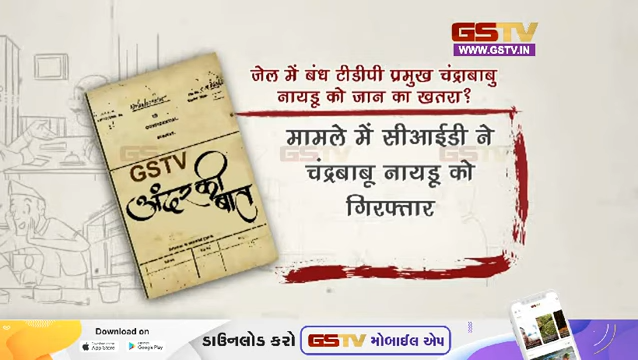 GSTV
WWW.GSTV.IN
जेल में बंध टीडीपी प्रमुख चंद्राबाबु
नायडू को जान का खतरा?
मामले में सीआईडी ने
चंद्रबाबू नायडू को
गिरफ्तार
GSTV
अंदर की बात
Download on
App Store
Google Play
ડાઉનલોડ કરો GSTV મોબાઈલ એપ